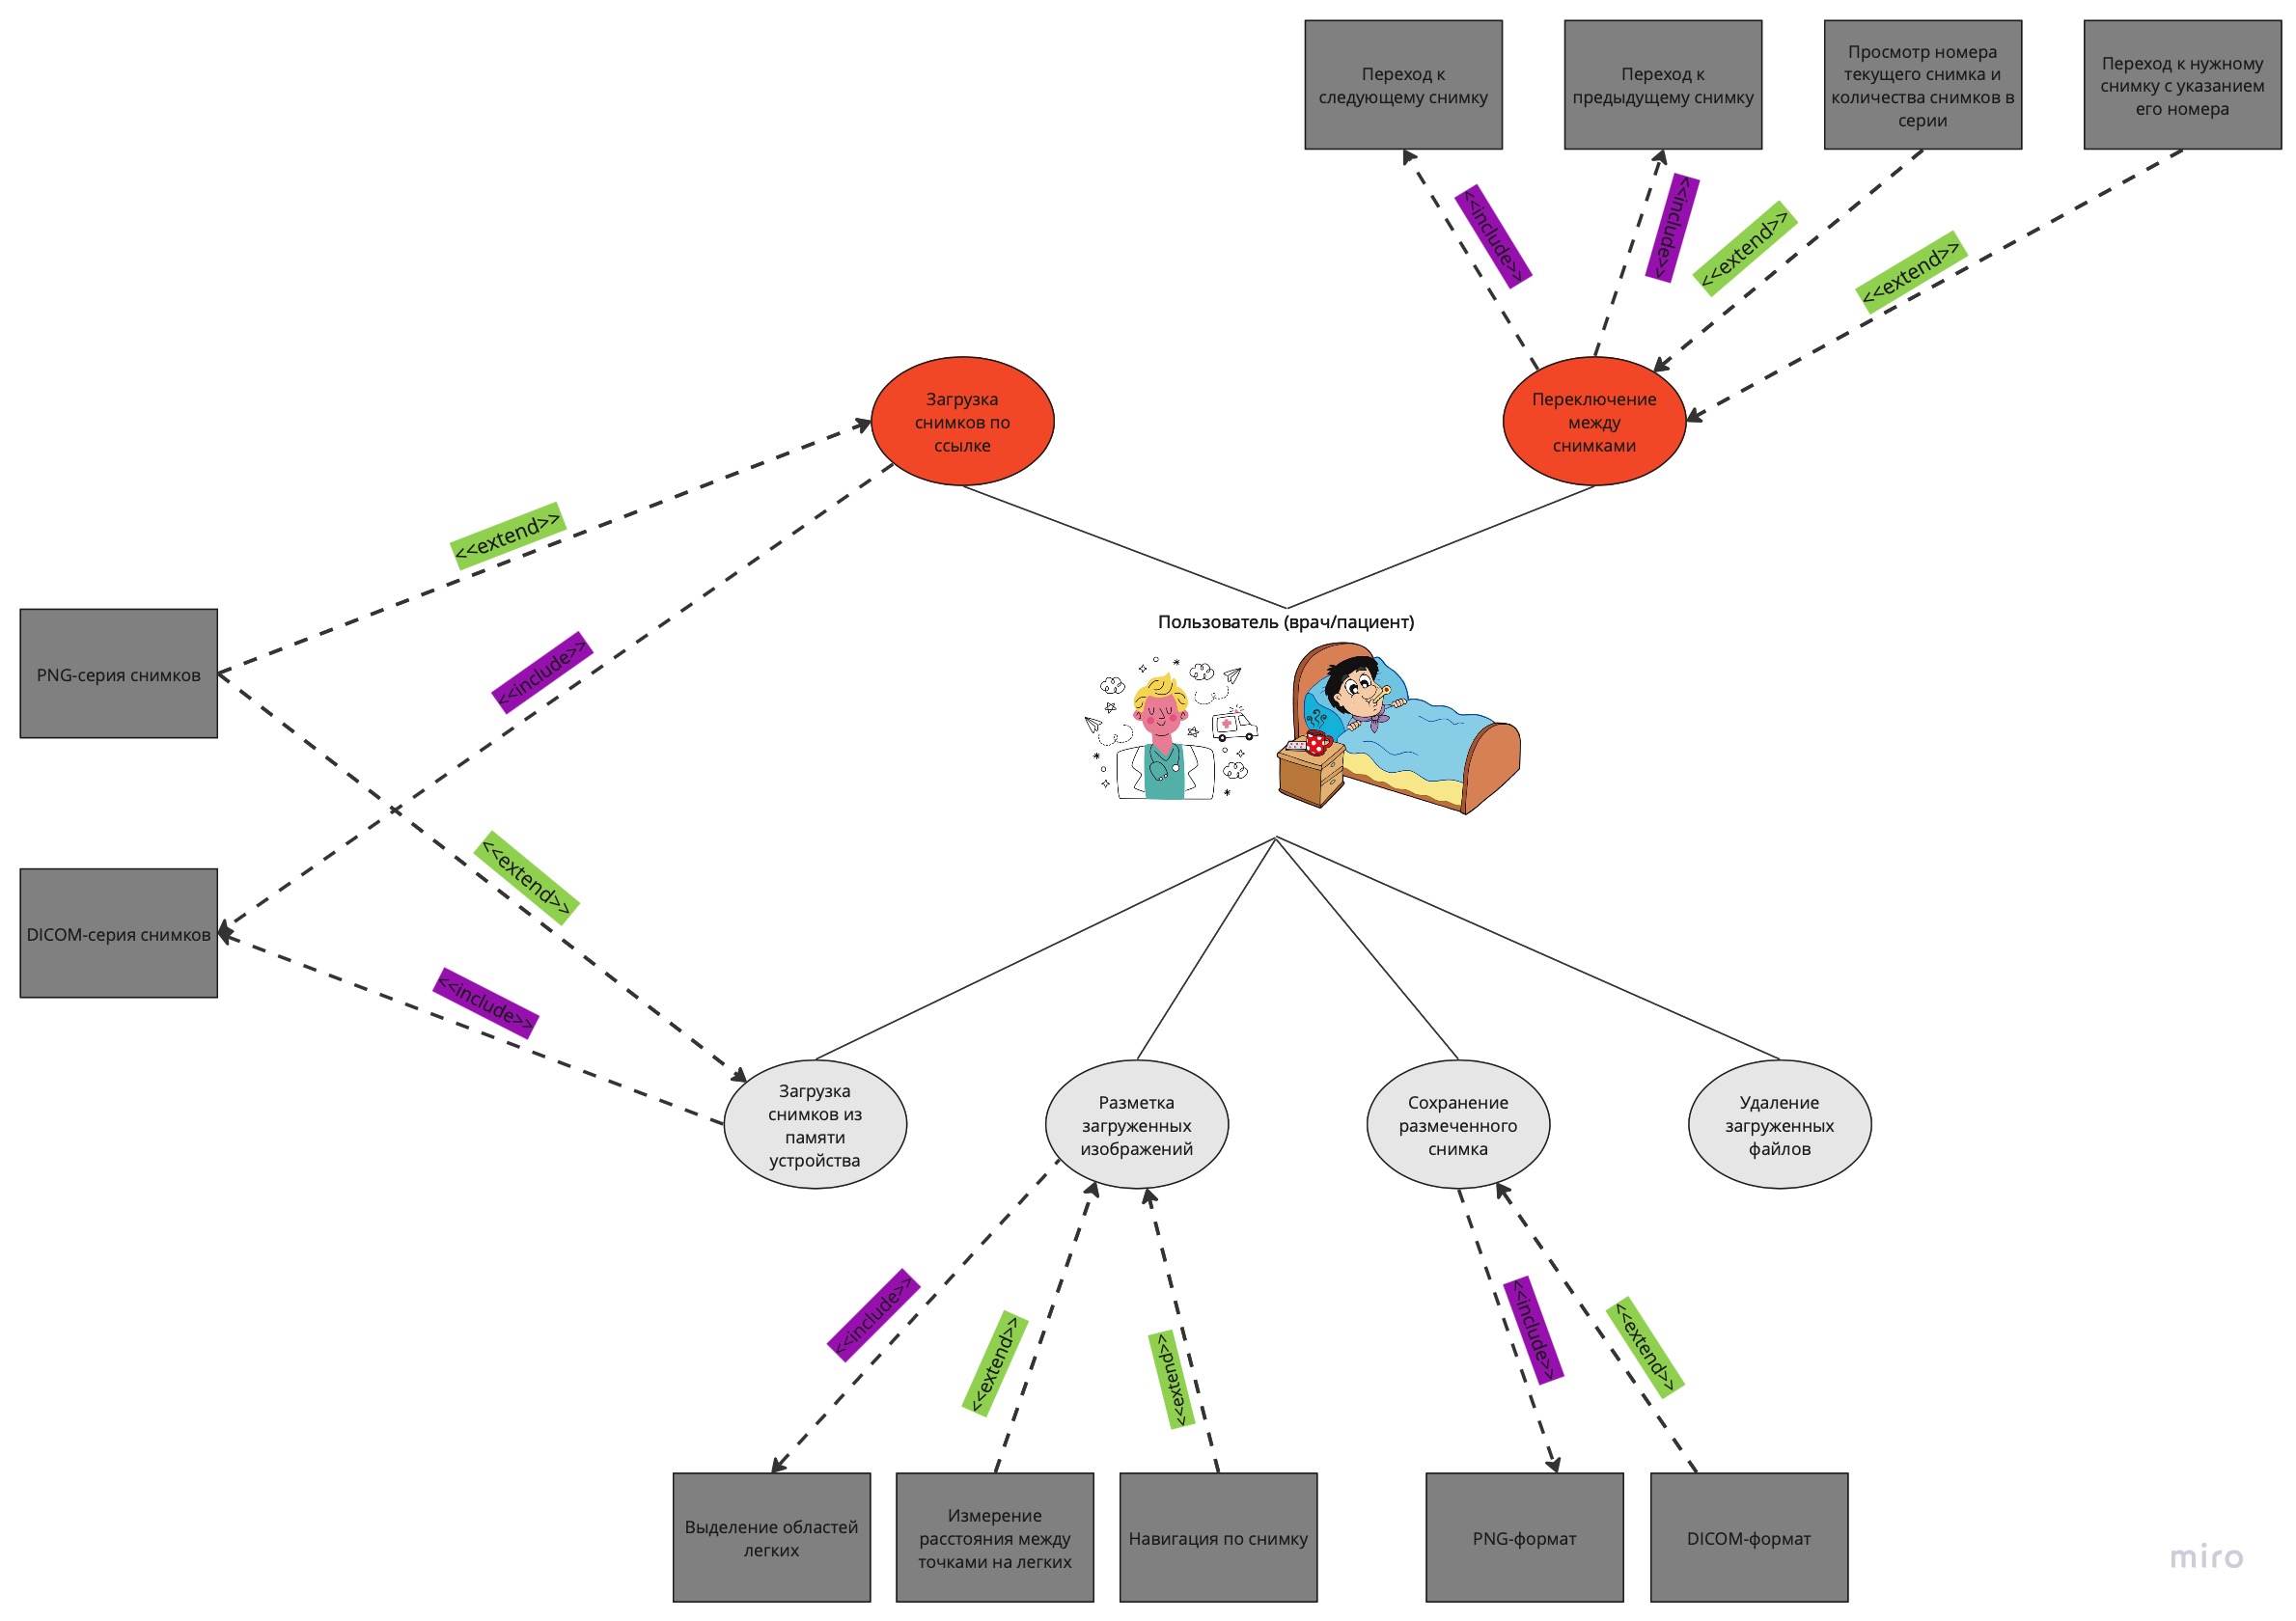 Переход к
следующему снимку
Переход к
предыдущему снимку
Просмотр номера
текущего снимка и
количества снимков в
серии
Переход к нужному
снимку с указанием
его номера
<<include>>
<<include>>
<<extend>>
<<extend>>
Загрузка
снимков по
ссылке
Переключение
между
снимками
<<extend>>
<<include>>
Пользователь (врач/пациент)
PNG-серия снимков
<<extend>>
DICOM-серия снимков
<<include>>
Загрузка
снимков из
памяти
устройства
Разметка
загруженных
изображений
Сохранение
размеченного
снимка
Удаление
загруженных
файлов
<<include>>
<<extend>>
<<extend>>
<<include>>
<<extend>>
Выделение областей
легких
Измерение
расстояния между
точками на легких
Навигация по снимку
PNG-формат
DICOM-формат
miro